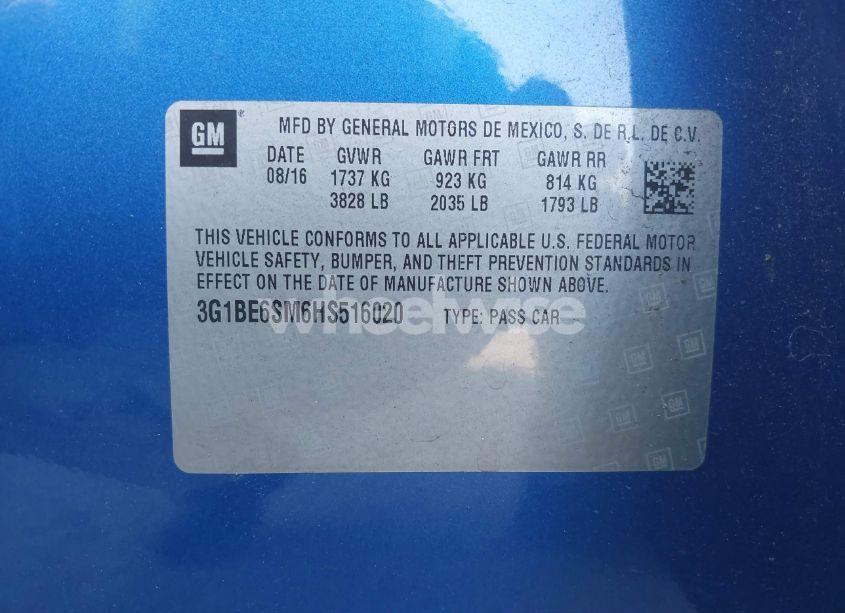 GM
MFD BY GENERAL MOTORS DE MEXICO, S. DE R.L. DE C.V.
DATE GVWR GAWR FRT GAWR RR
08/16 1737 KG 923 KG 814 KG
3828 LB 2035 LB 1793 LB
THIS VEHICLE CONFORMS TO ALL APPLICABLE U.S. FEDERAL MOTOR
VEHICLE SAFETY, BUMPER, AND THEFT PREVENTION STANDARDS IN
EFFECT ON THE DATE OF MANUFACTURE SHOWN ABOVE.
3G1BE6SM6HS516020 TYPE: PASS CAR
wheelwise